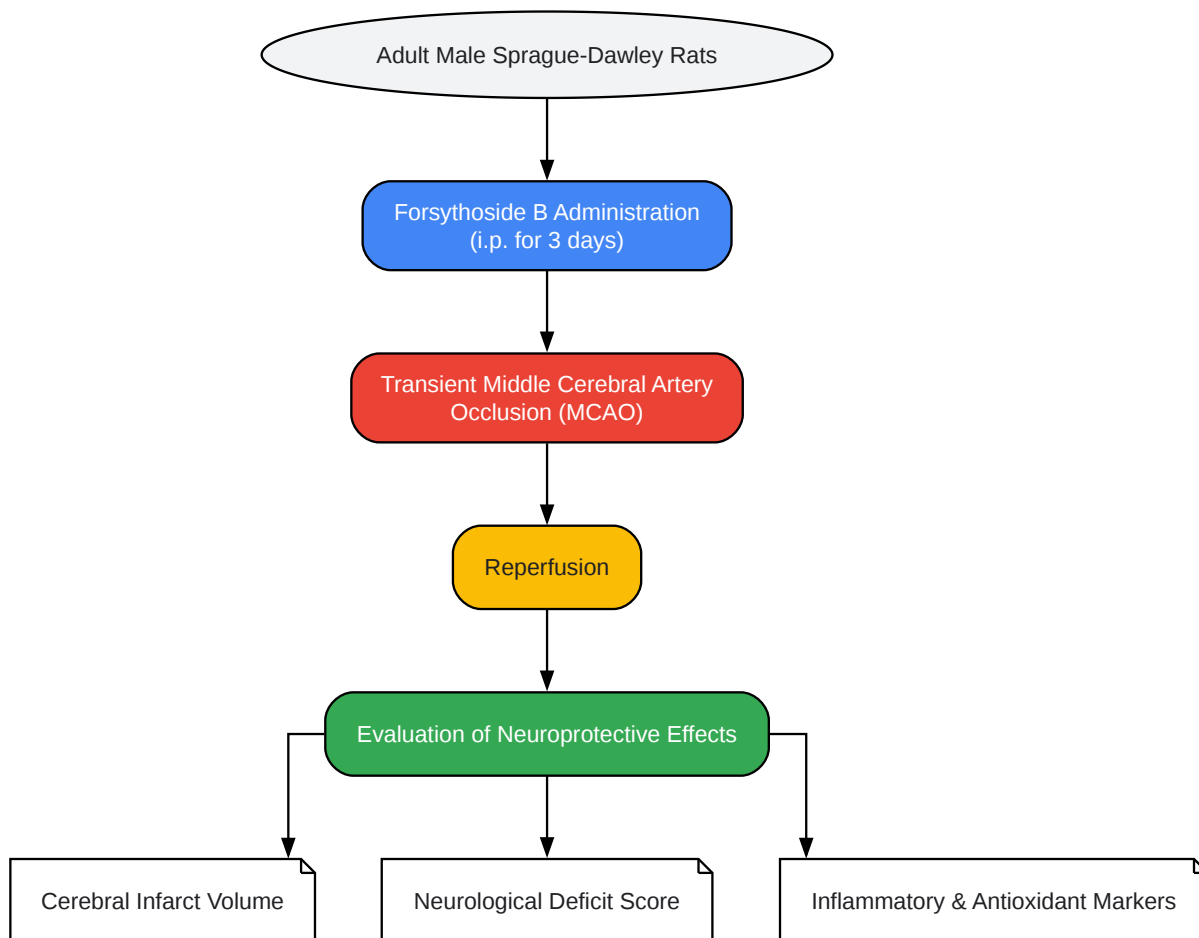 Adult Male Sprague-Dawley Rats
Forsythoside B Administration
(i.p. for 3 days)
Transient Middle Cerebral Artery
Occlusion (MCAO)
Reperfusion
Evaluation of Neuroprotective Effects
Cerebral Infarct Volume
Neurological Deficit Score
Inflammatory & Antioxidant Markers